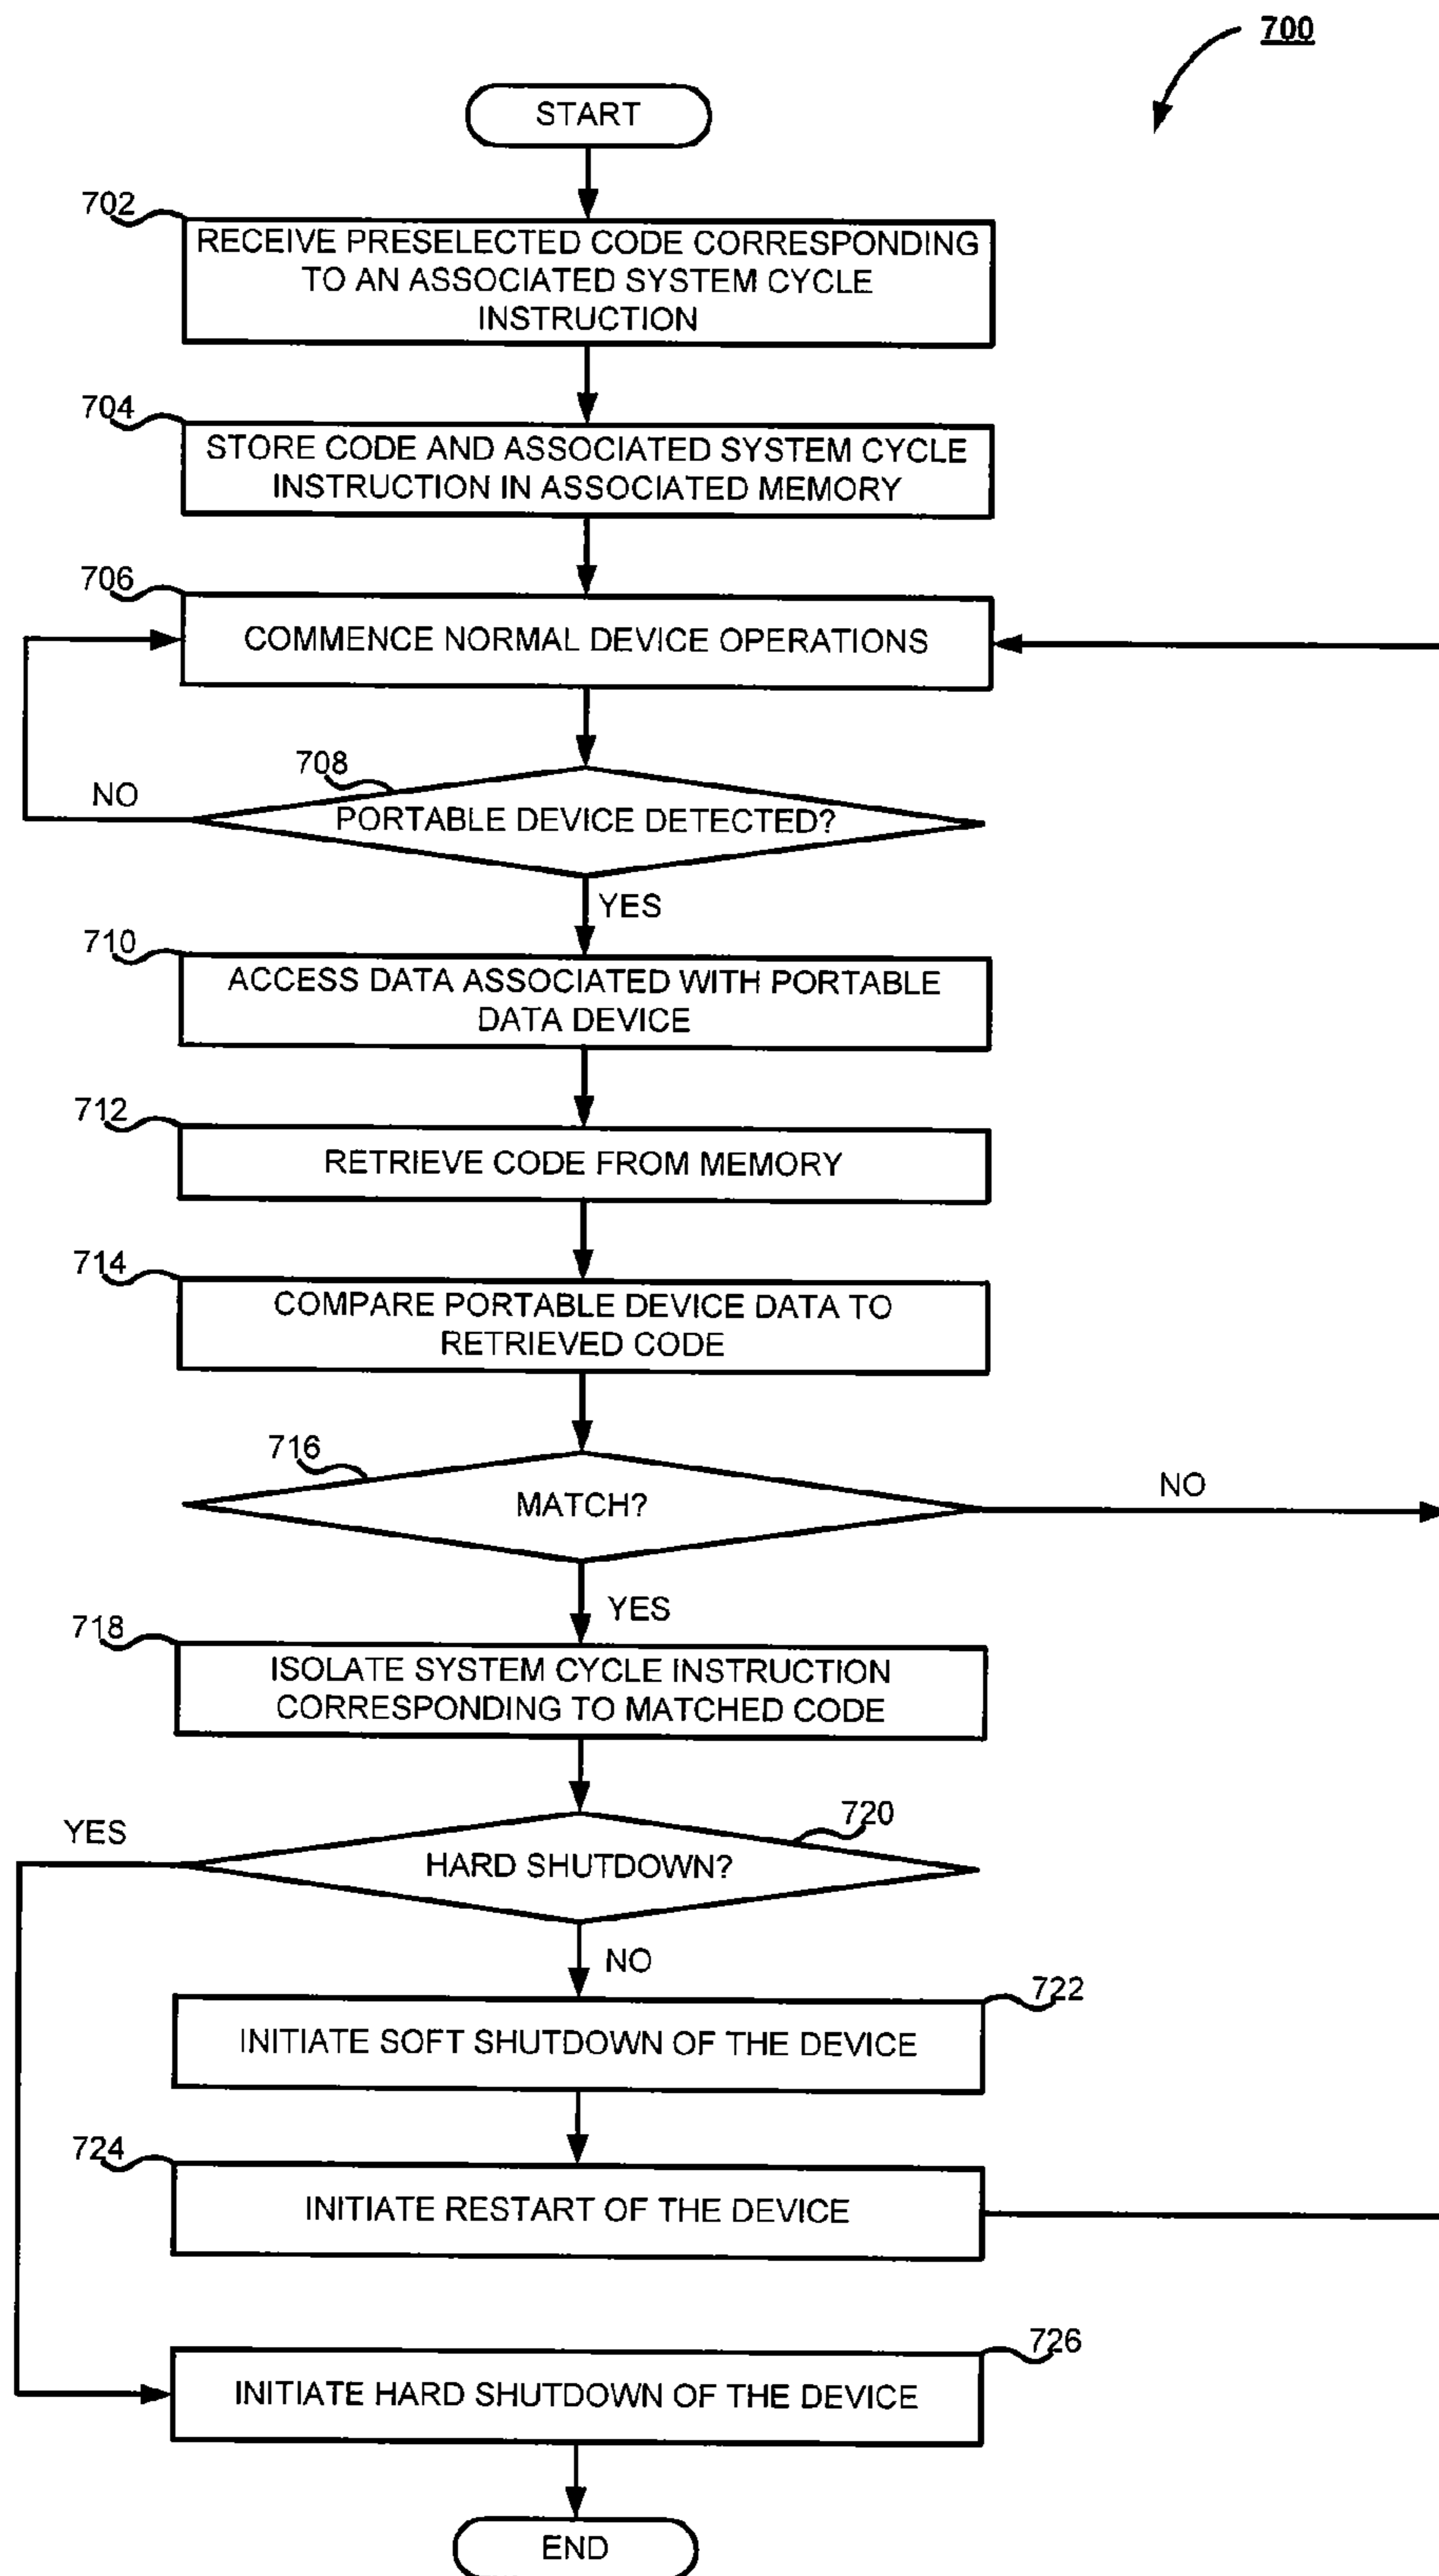 700
START
702
RECEIVE PRESELECTED CODE CORRESPONDING
TO AN ASSOCIATED SYSTEM CYCLE
INSTRUCTION
704
STORE CODE AND ASSOCIATED SYSTEM CYCLE
INSTRUCTION IN ASSOCIATED MEMORY
706
COMMENCE NORMAL DEVICE OPERATIONS
708
NO
PORTABLE DEVICE DETECTED?
YES
710
ACCESS DATA ASSOCIATED WITH PORTABLE
DATA DEVICE
712
RETRIEVE CODE FROM MEMORY
714
COMPARE PORTABLE DEVICE DATA TO
RETRIEVED CODE
716
MATCH?
NO
YES
718
ISOLATE SYSTEM CYCLE INSTRUCTION
CORRESPONDING TO MATCHED CODE
720
YES
HARD SHUTDOWN?
NO
722
INITIATE SOFT SHUTDOWN OF THE DEVICE
724
INITIATE RESTART OF THE DEVICE
726
INITIATE HARD SHUTDOWN OF THE DEVICE
END